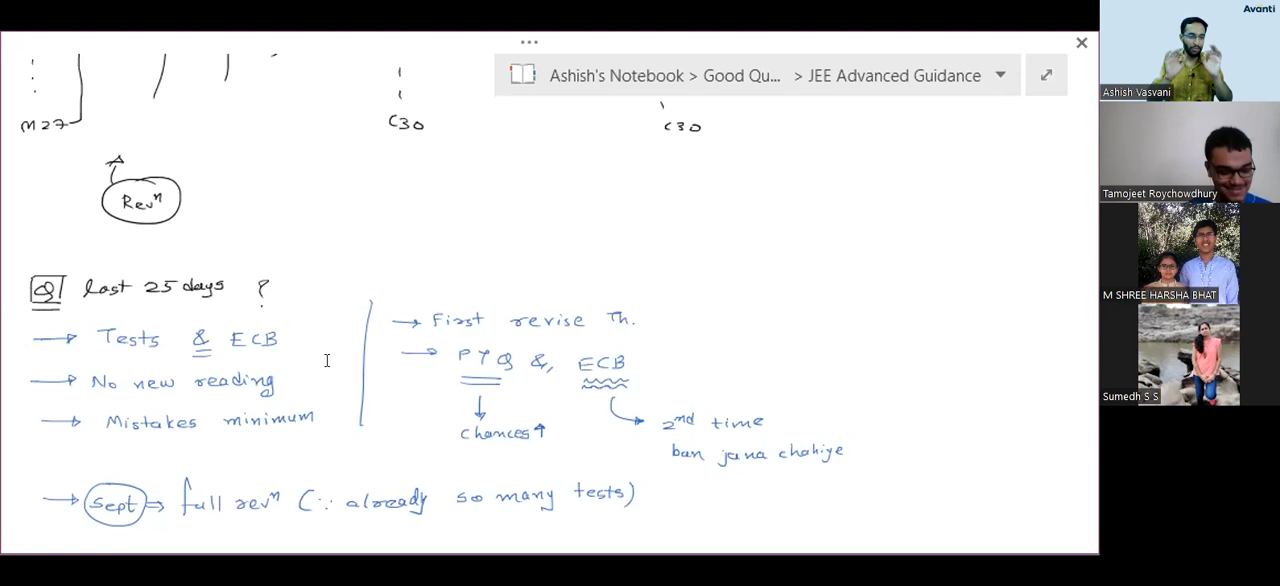 Avanti
...
Ashish's Notebook > Good Qu... > JEE Advanced Guidance
Ashish Vasvani
M27
C30
C30
Revⁿ
Tamojeet Roychowdhury
Q last 25 days ?
M SHREE HARSHA BHAT
→ Tests & ECB
→ No new reading
→ Mistakes minimum
→ First revise Th.
→ PYQ &, ECB
Chances ↑
2nd time
ban jana chahiye
Sumedh S S
→ Sept ⇒ full revⁿ (∵ already so many tests)